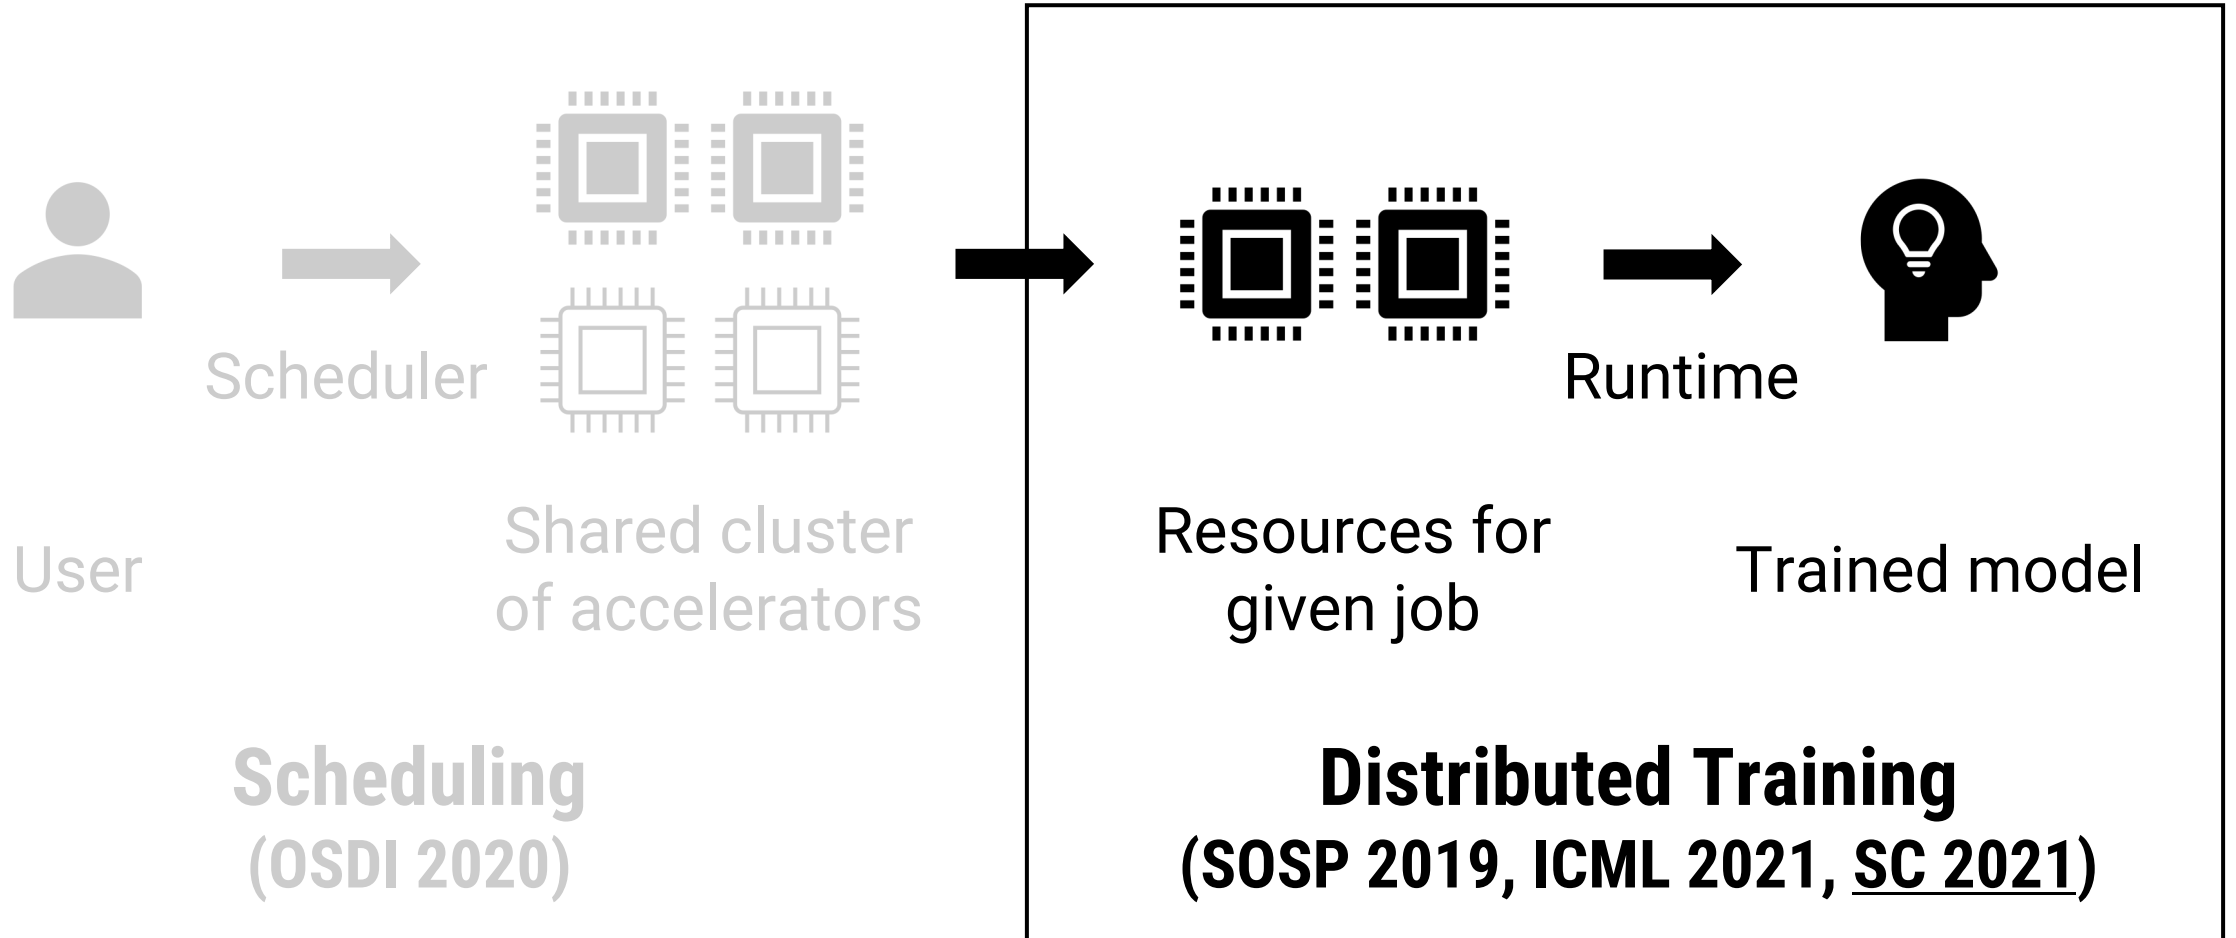 Scheduler
Runtime
User
Shared cluster
of accelerators
Resources for
given job
Trained model
Scheduling
(OSDI 2020)
Distributed Training
(SOSP 2019, ICML 2021, SC 2021)